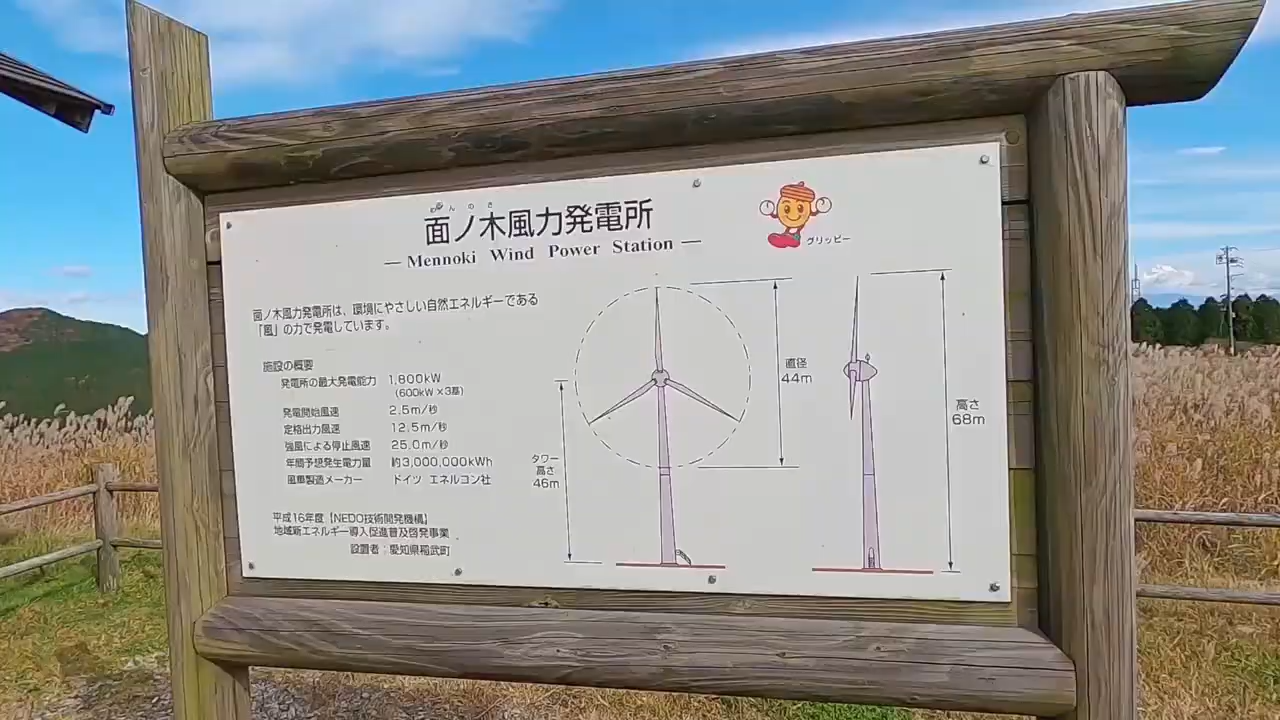 めんのき
面ノ木風力発電所
— Mennoki Wind Power Station —
グリッピー
面ノ木風力発電所は、環境にやさしい自然エネルギーである
「風」の力で発電しています。
施設の概要
発電所の最大発電能力 1,800kW
(600kW×3基)
発電開始風速 2.5m/秒
定格出力風速 12.5m/秒
強風による停止風速 25.0m/秒
年間予想発生電力量 約3,000,000kWh
風車製造メーカー ドイツ エネルコン社
平成16年度【NEDO技術開発機構】
地域新エネルギー導入促進普及啓発事業
設置者：愛知県稲武町
タワー
高さ
46m
直径
44m
高さ
68m